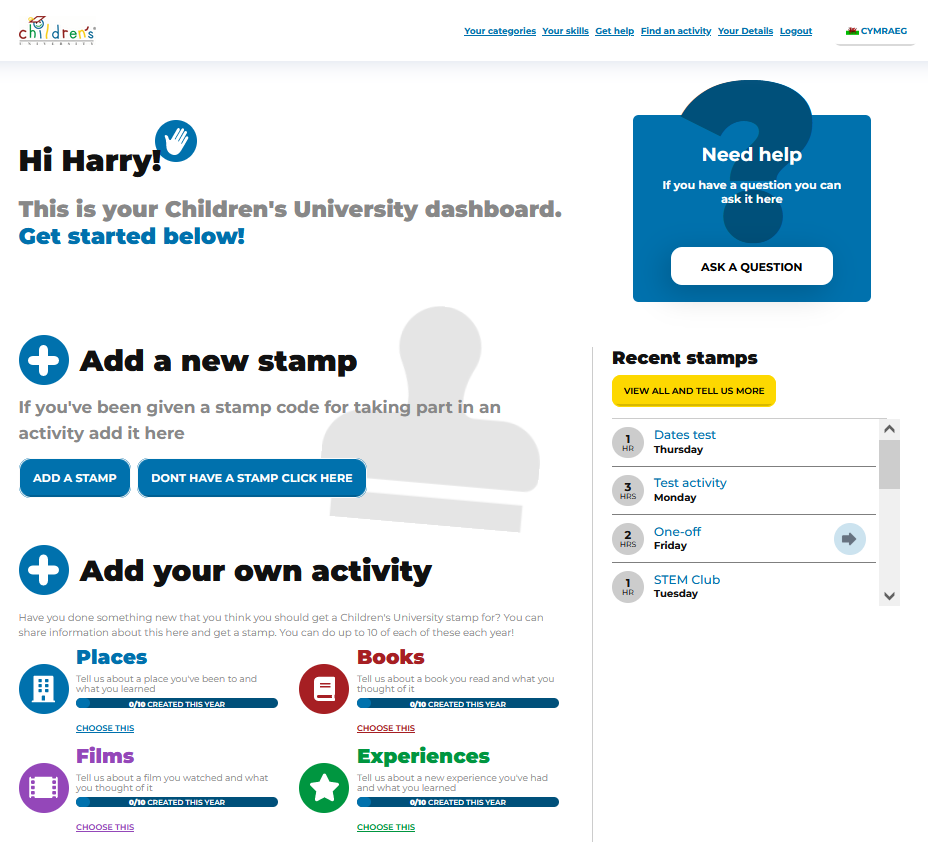 children's
UNIVERSITY
Your categories Your skills Get help Find an activity Your Details Logout
CYMRAEG
Hi Harry!
This is your Children's University dashboard.
Get started below!
Need help
If you have a question you can
ask it here
ASK A QUESTION
Add a new stamp
If you've been given a stamp code for taking part in an
activity add it here
ADD A STAMP
DONT HAVE A STAMP CLICK HERE
Recent stamps
VIEW ALL AND TELL US MORE
1
HR
Dates test
Thursday
3
HRS
Test activity
Monday
2
HRS
One-off
Friday
1
HR
STEM Club
Tuesday
Add your own activity
Have you done something new that you think you should get a Children's University stamp for? You can
share information about this here and get a stamp. You can do up to 10 of each of these each year!
Places
Tell us about a place you've been to and
what you learned
0/10 CREATED THIS YEAR
CHOOSE THIS
Books
Tell us about a book you read and what you
thought of it
0/10 CREATED THIS YEAR
CHOOSE THIS
Films
Tell us about a film you watched and what
you thought of it
0/10 CREATED THIS YEAR
CHOOSE THIS
Experiences
Tell us about a new experience you've had
and what you learned
0/10 CREATED THIS YEAR
CHOOSE THIS